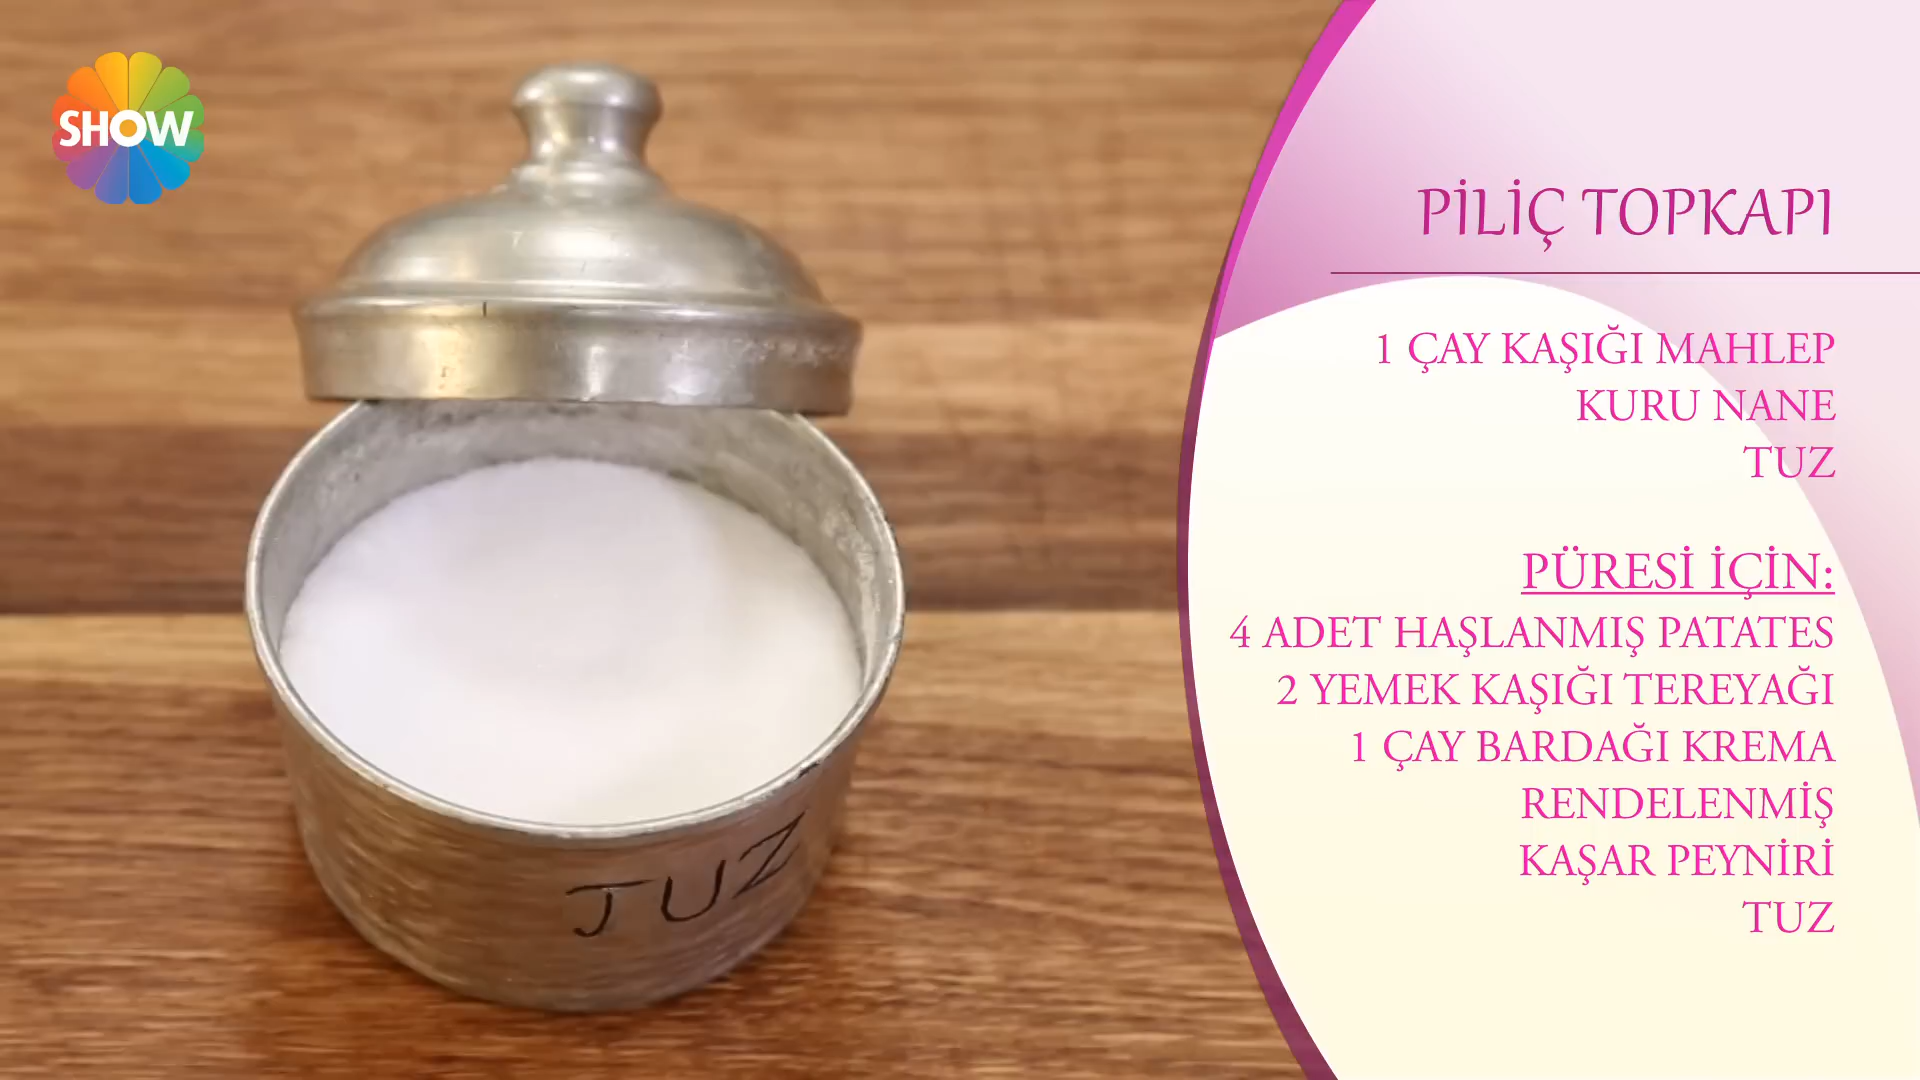 SHOW
PİLİÇ TOPKAPI
1 ÇAY KAŞIĞI MAHLEP
KURU NANE
TUZ
PÜRESİ İÇİN:
4 ADET HAŞLANMIŞ PATATES
2 YEMEK KAŞIĞI TEREYAĞI
1 ÇAY BARDAĞI KREMA
RENDELENMİŞ
KAŞAR PEYNİRİ
TUZ
TUZ